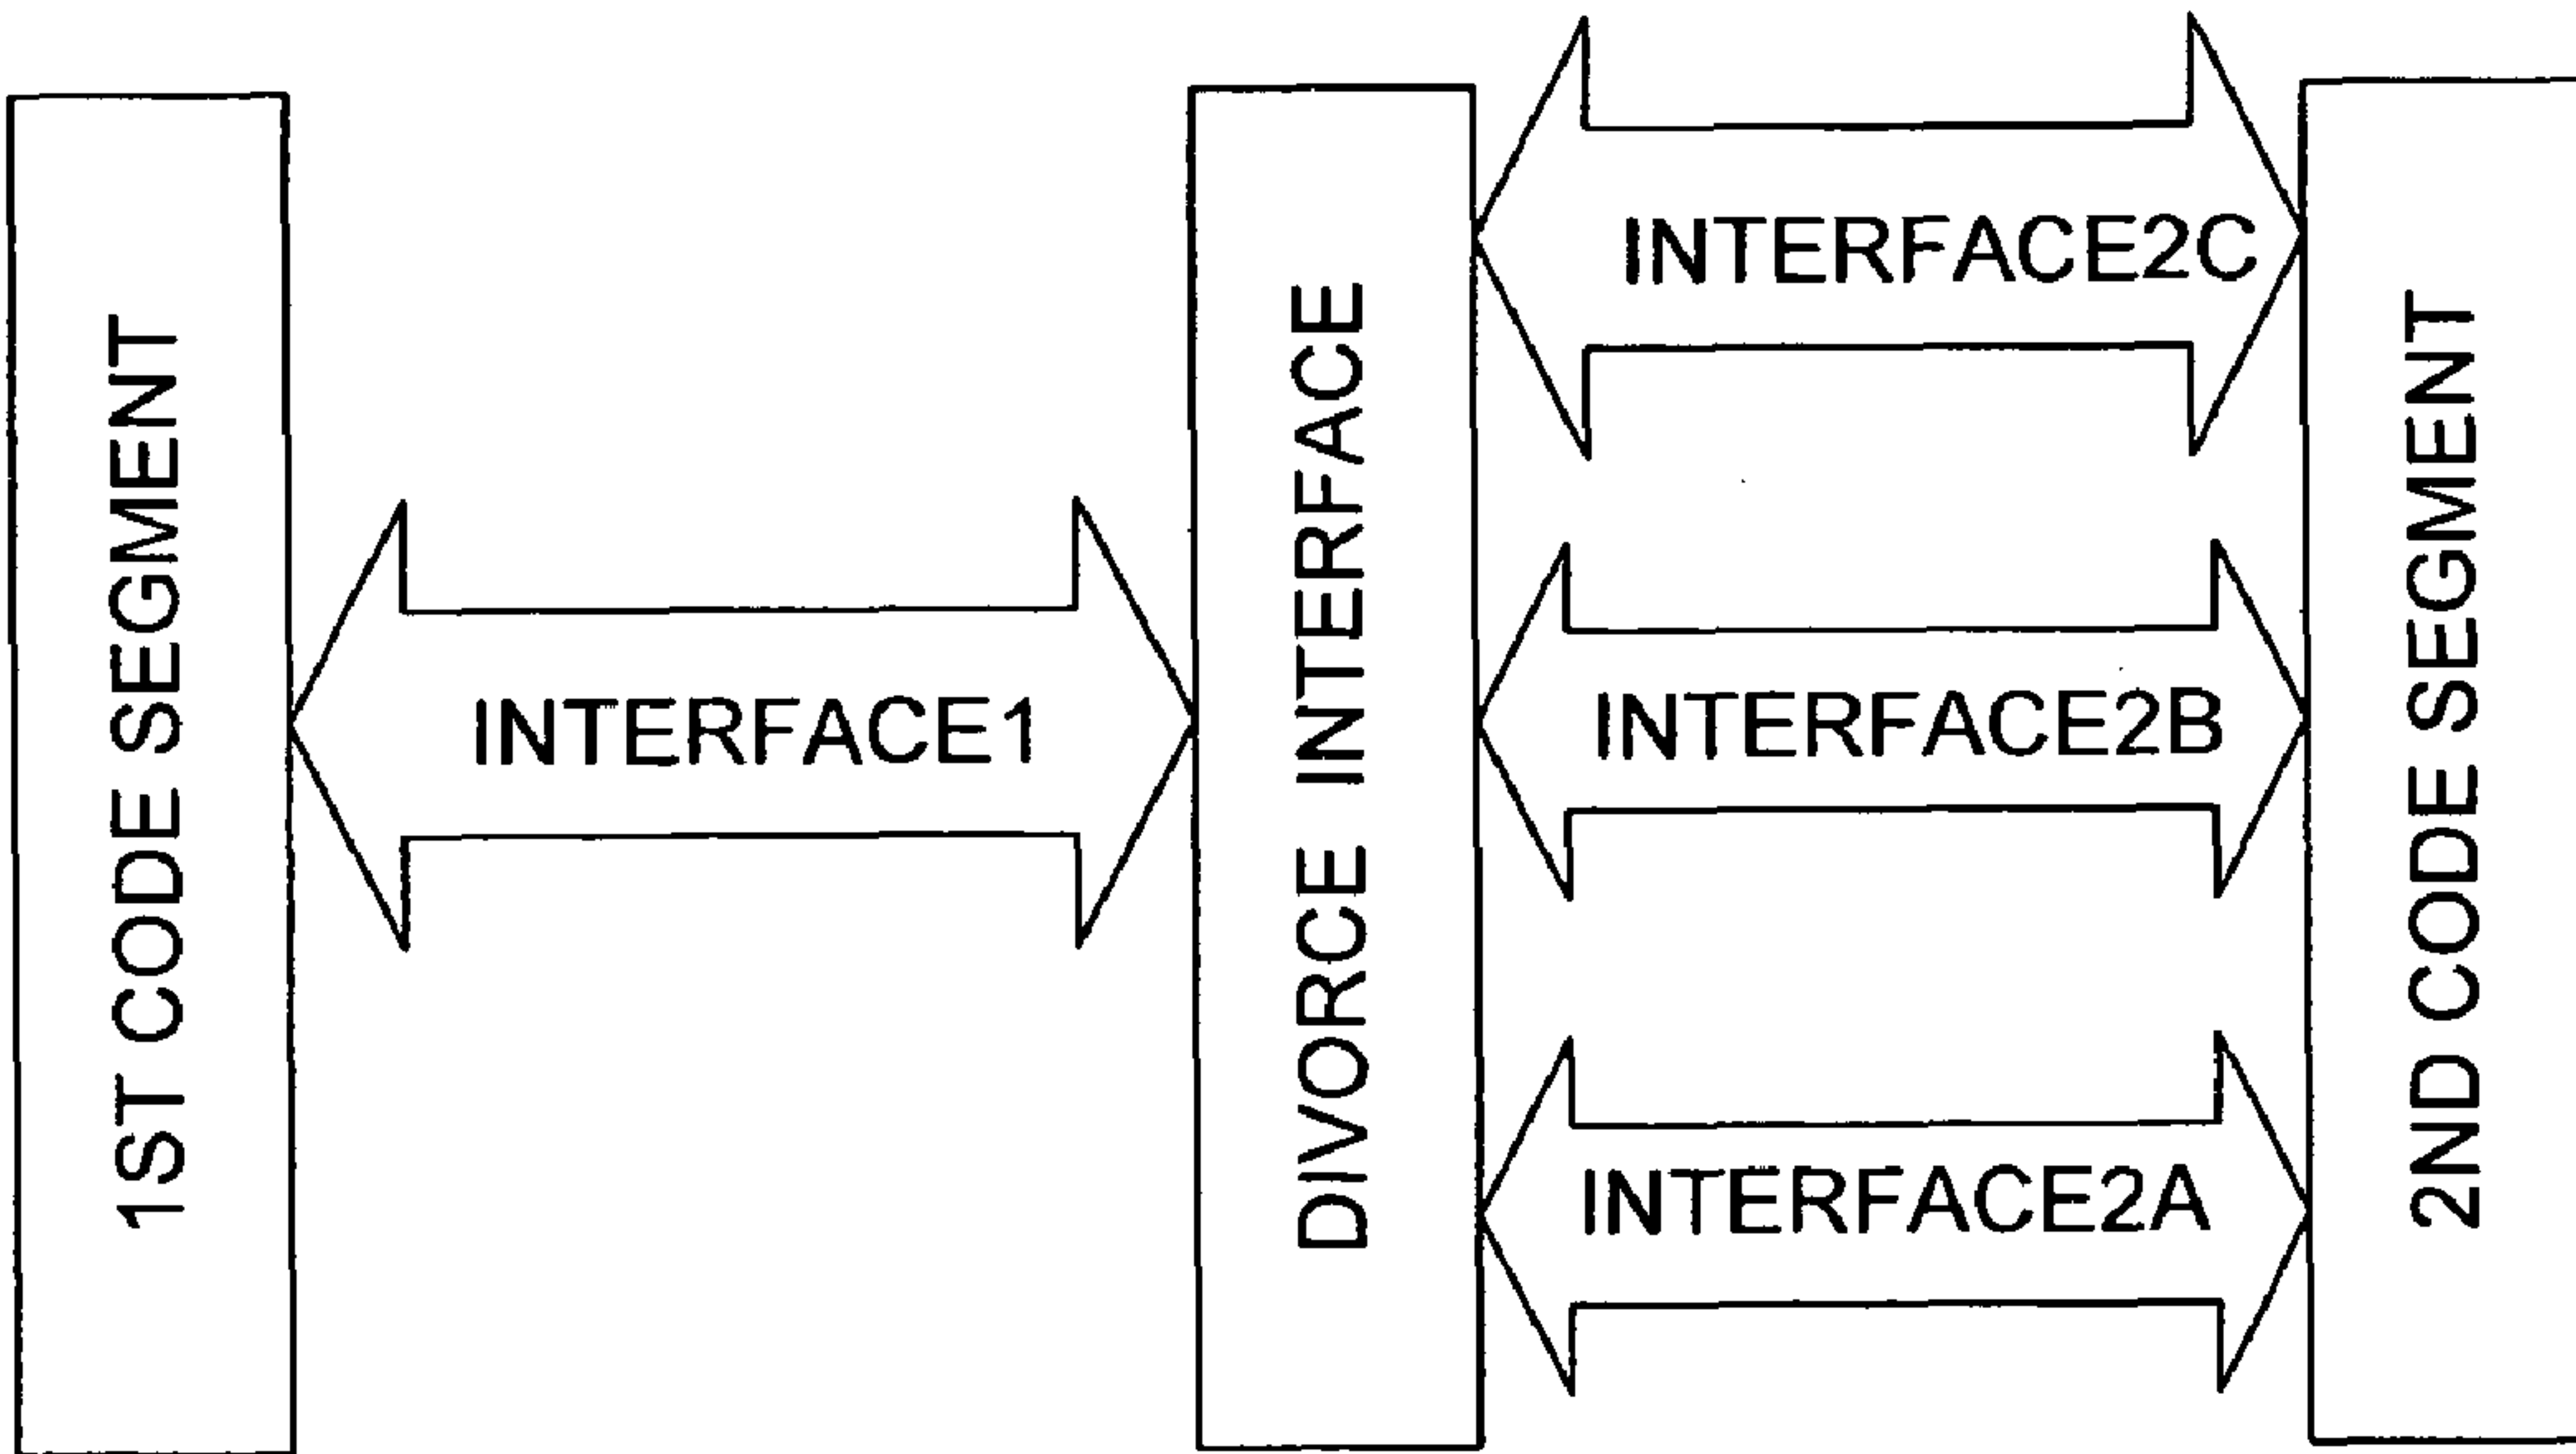 1ST CODE SEGMENT
INTERFACE1
DIVORCE INTERFACE
INTERFACE2C
INTERFACE2B
INTERFACE2A
2ND CODE SEGMENT